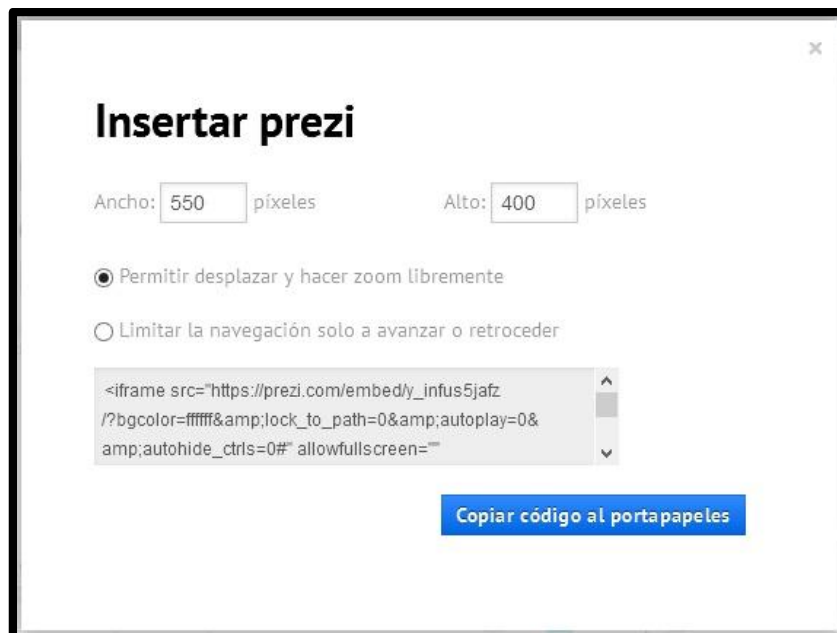 ×
Insertar prezi
Ancho: 550 píxeles Alto: 400 píxeles
Permitir desplazar y hacer zoom libremente
Limitar la navegación solo a avanzar o retroceder
<iframe src="https://prezi.com/embed/y_infus5jafz
/?bgcolor=ffffff&amp;lock_to_path=0&amp;autoplay=0&
amp;autohide_ctrls=0#" allowfullscreen=""
Copiar código al portapapeles